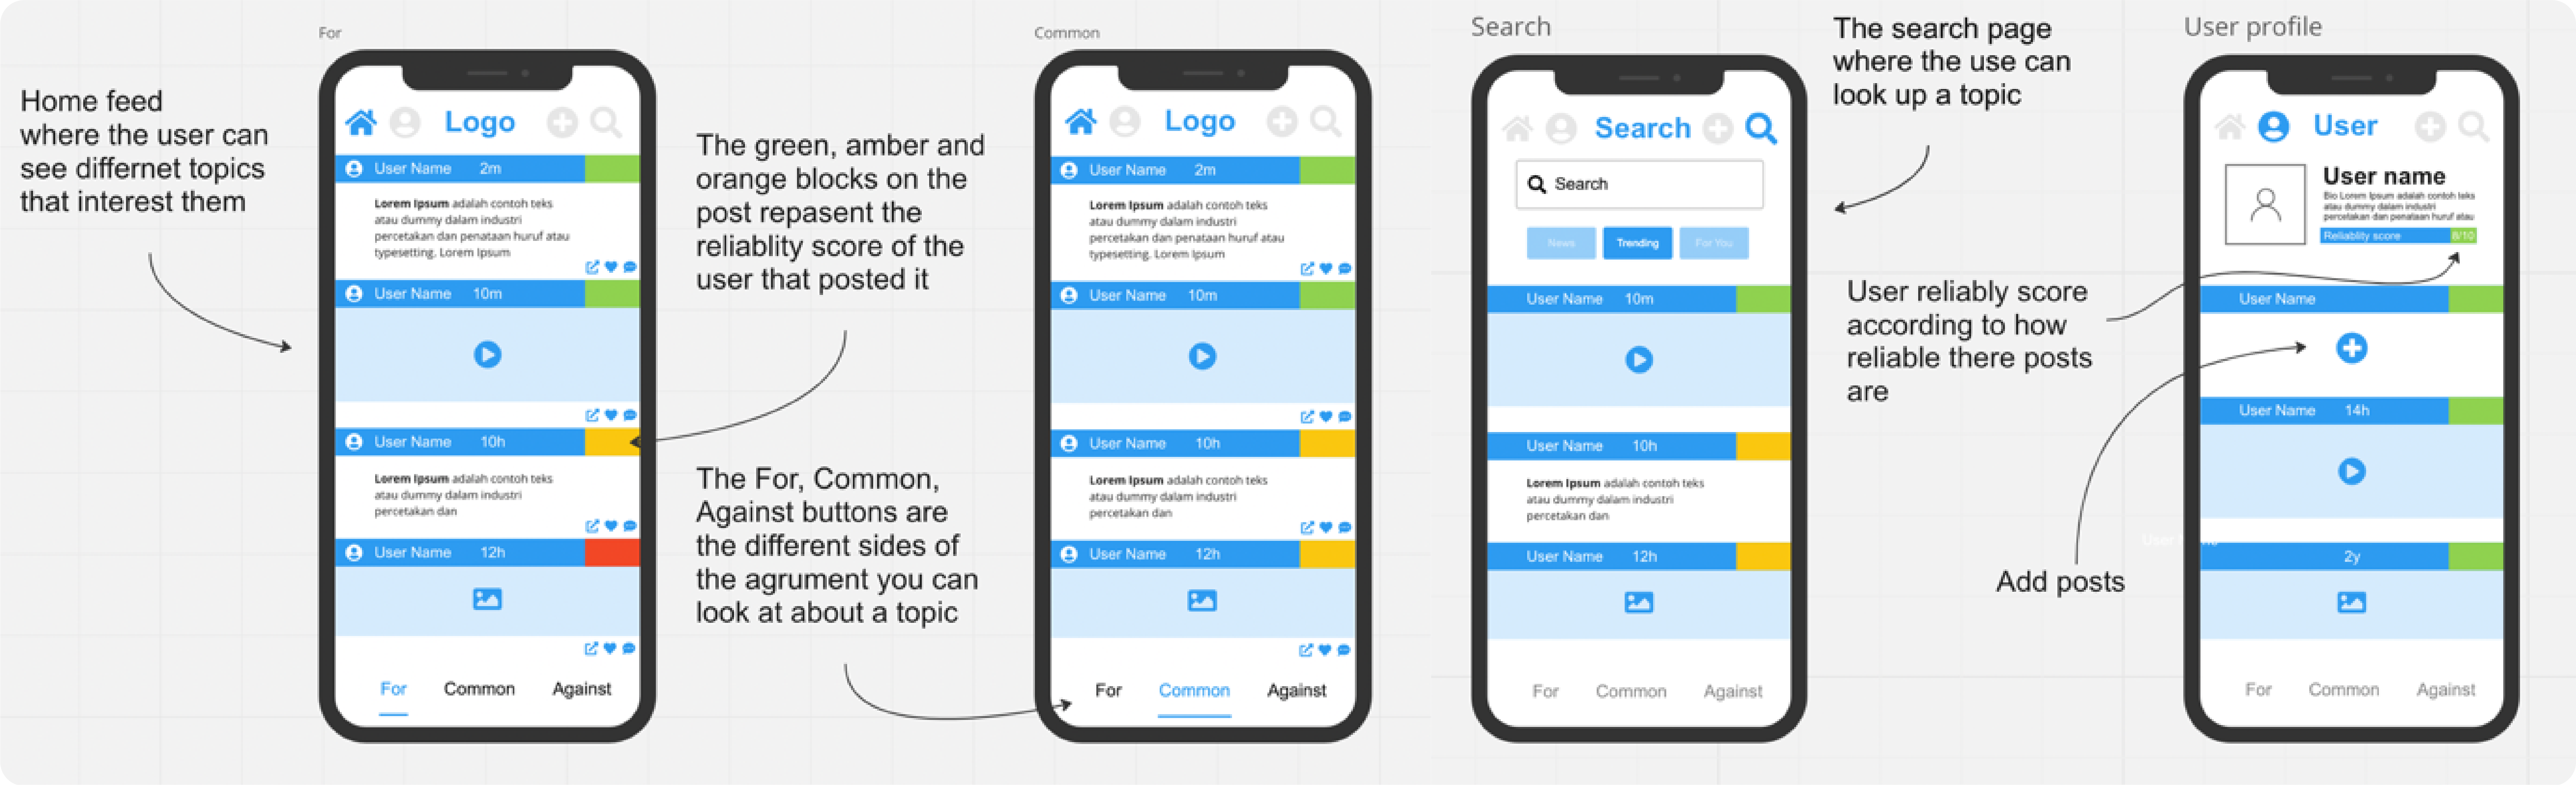 For
Home feed
where the user can
see differnet topics
that interest them
Logo
User Name 2m
Lorem Ipsum adalah contoh teks
atau dummy dalam industri
percetakan dan penataan huruf atau
typesetting. Lorem Ipsum
User Name 10m
User Name 10h
Lorem Ipsum adalah contoh teks
atau dummy dalam industri
percetakan dan
User Name 12h
For Common Against
The green, amber and
orange blocks on the
post repasent the
reliablity score of the
user that posted it
The For, Common,
Against buttons are
the different sides of
the agrument you can
look at about a topic
Common
Logo
User Name 2m
Lorem Ipsum adalah contoh teks
atau dummy dalam industri
percetakan dan penataan huruf atau
typesetting. Lorem Ipsum
User Name 10m
User Name 10h
Lorem Ipsum adalah contoh teks
atau dummy dalam industri
percetakan dan
User Name 12h
For Common Against
Search
Search
Search
News Trending For You
User Name 10m
User Name 10h
Lorem Ipsum adalah contoh teks
atau dummy dalam industri
percetakan dan
User Name 12h
For Common Against
The search page
where the use can
look up a topic
User reliably score
according to how
reliable there posts
are
Add posts
User profile
User
User name
Bio Lorem Ipsum adalah contoh teks
atau dummy dalam industri
percetakan dan penataan huruf atau
Reliablity score 8/10
User Name
User Name 14h
User Name
2y
For Common Against